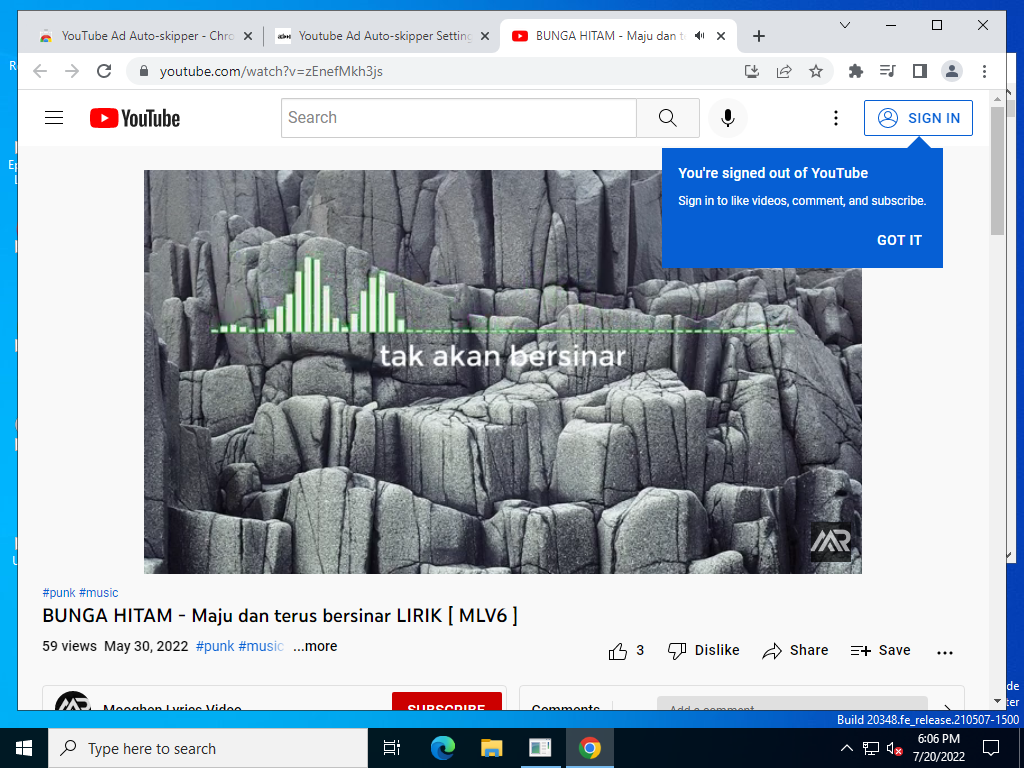 YouTube Ad Auto-skipper - Chro
Youtube Ad Auto-skipper Setting
BUNGA HITAM - Maju dan t
youtube.com/watch?v=zEnefMkh3js
YouTube
Search
SIGN IN
You're signed out of YouTube
Sign in to like videos, comment, and subscribe.
GOT IT
tak akan bersinar
#punk #music
BUNGA HITAM - Maju dan terus bersinar LIRIK [ MLV6 ]
59 views May 30, 2022 #punk #music ...more
3 Dislike Share Save
Mooghen Lyrics Video
SUBSCRIBE
Comments
Add a comment...
Build 20348.fe_release.210507-1500
Type here to search
6:06 PM
7/20/2022